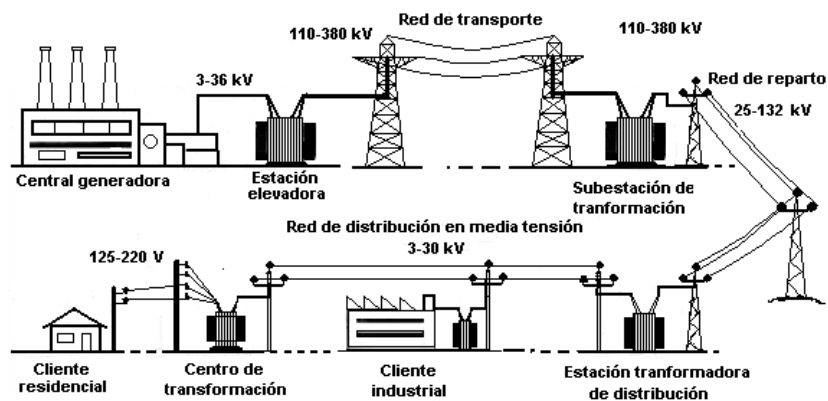 Red de transporte
110-380 kV
110-380 kV
3-36 kV
Red de reparto
25-132 kV
Central generadora
Estación
elevadora
Subestación de
tranformación
Red de distribución en media tensión
3-30 kV
125-220 V
Cliente
residencial
Centro de
transformación
Cliente
industrial
Estación tranformadora
de distribución